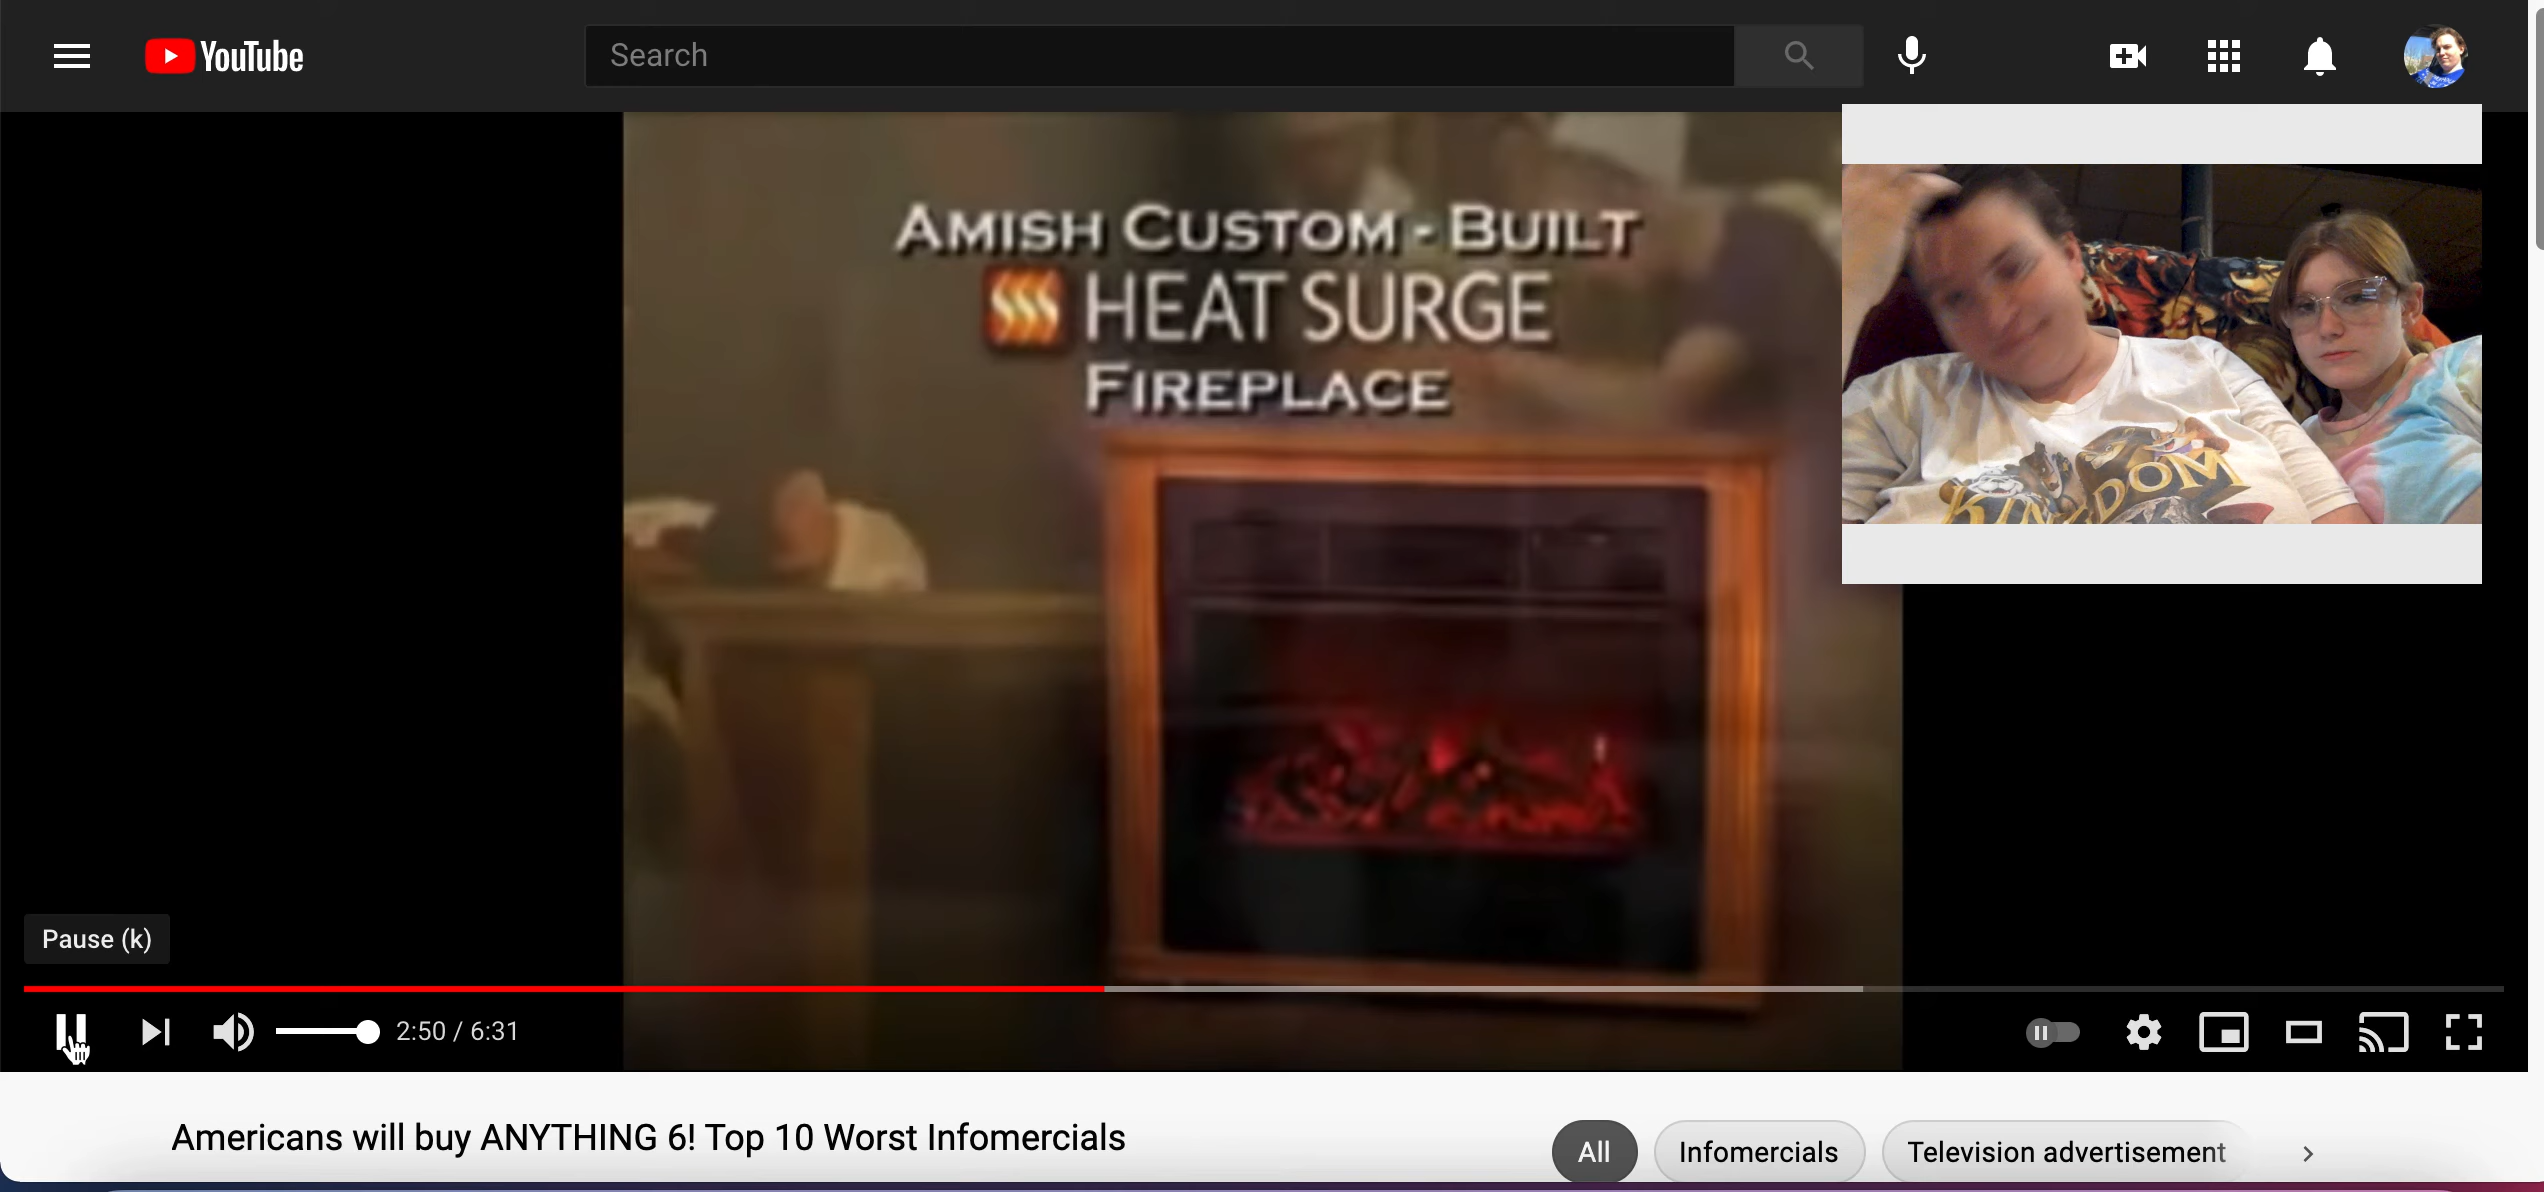 YouTube
Search
AMISH CUSTOM - BUILT
HEAT SURGE
FIREPLACE
KINGDOM
Pause (k)
2:50 / 6:31
Americans will buy ANYTHING 6! Top 10 Worst Infomercials
All
Infomercials
Television advertisement